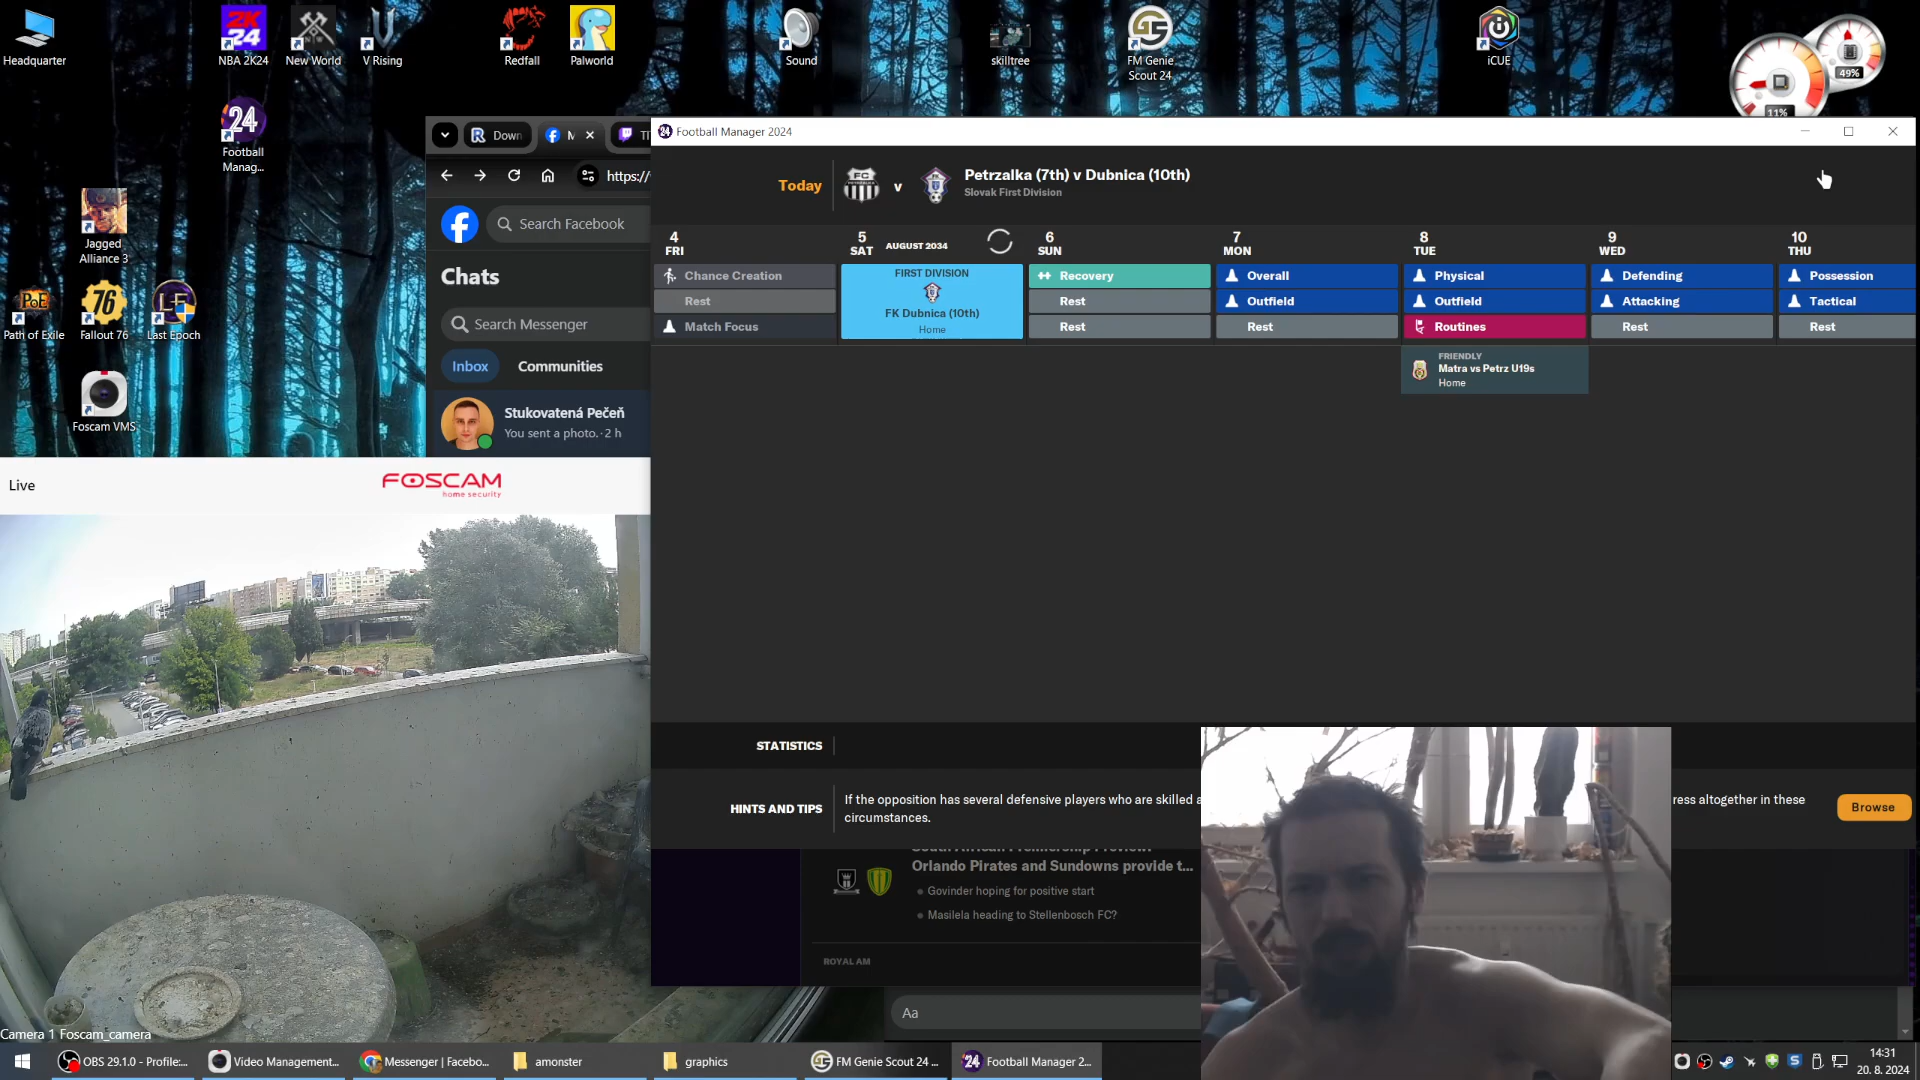 Headquarter
NBA 2K24
New World
V Rising
Redfall
Palworld
Sound
skilltree
FM Genie
Scout 24
iCUE
49%
11%
Football
Manag...
Jagged
Alliance 3
Path of Exile
Fallout 76
Last Epoch
Foscam VMS
Down
https://
Search Facebook
Chats
Search Messenger
Inbox
Communities
Stukovatená Pečeň
You sent a photo. · 2 h
Football Manager 2024
Today
v
Petrzalka (7th) v Dubnica (10th)
Slovak First Division
4
FRI
5
SAT
AUGUST 2034
6
SUN
7
MON
8
TUE
9
WED
10
THU
Chance Creation
Rest
Match Focus
FIRST DIVISION
FK Dubnica (10th)
Home
Recovery
Rest
Rest
Overall
Outfield
Rest
Physical
Outfield
Routines
Defending
Attacking
Rest
Possession
Tactical
Rest
FRIENDLY
Matra vs Petrz U19s
Home
STATISTICS
HINTS AND TIPS
If the opposition has several defensive players who are skilled a
ress altogether in these
circumstances.
Browse
Orlando Pirates and Sundowns provide t...
Govinder hoping for positive start
Masilela heading to Stellenbosch FC?
ROYAL AM
Aa
Live
FOSCAM
home security
Camera 1 Foscam_camera
OBS 29.1.0 - Profile:...
Video Management...
Messenger | Facebo...
amonster
graphics
FM Genie Scout 24 ...
Football Manager 2...
14:31
20. 8. 2024